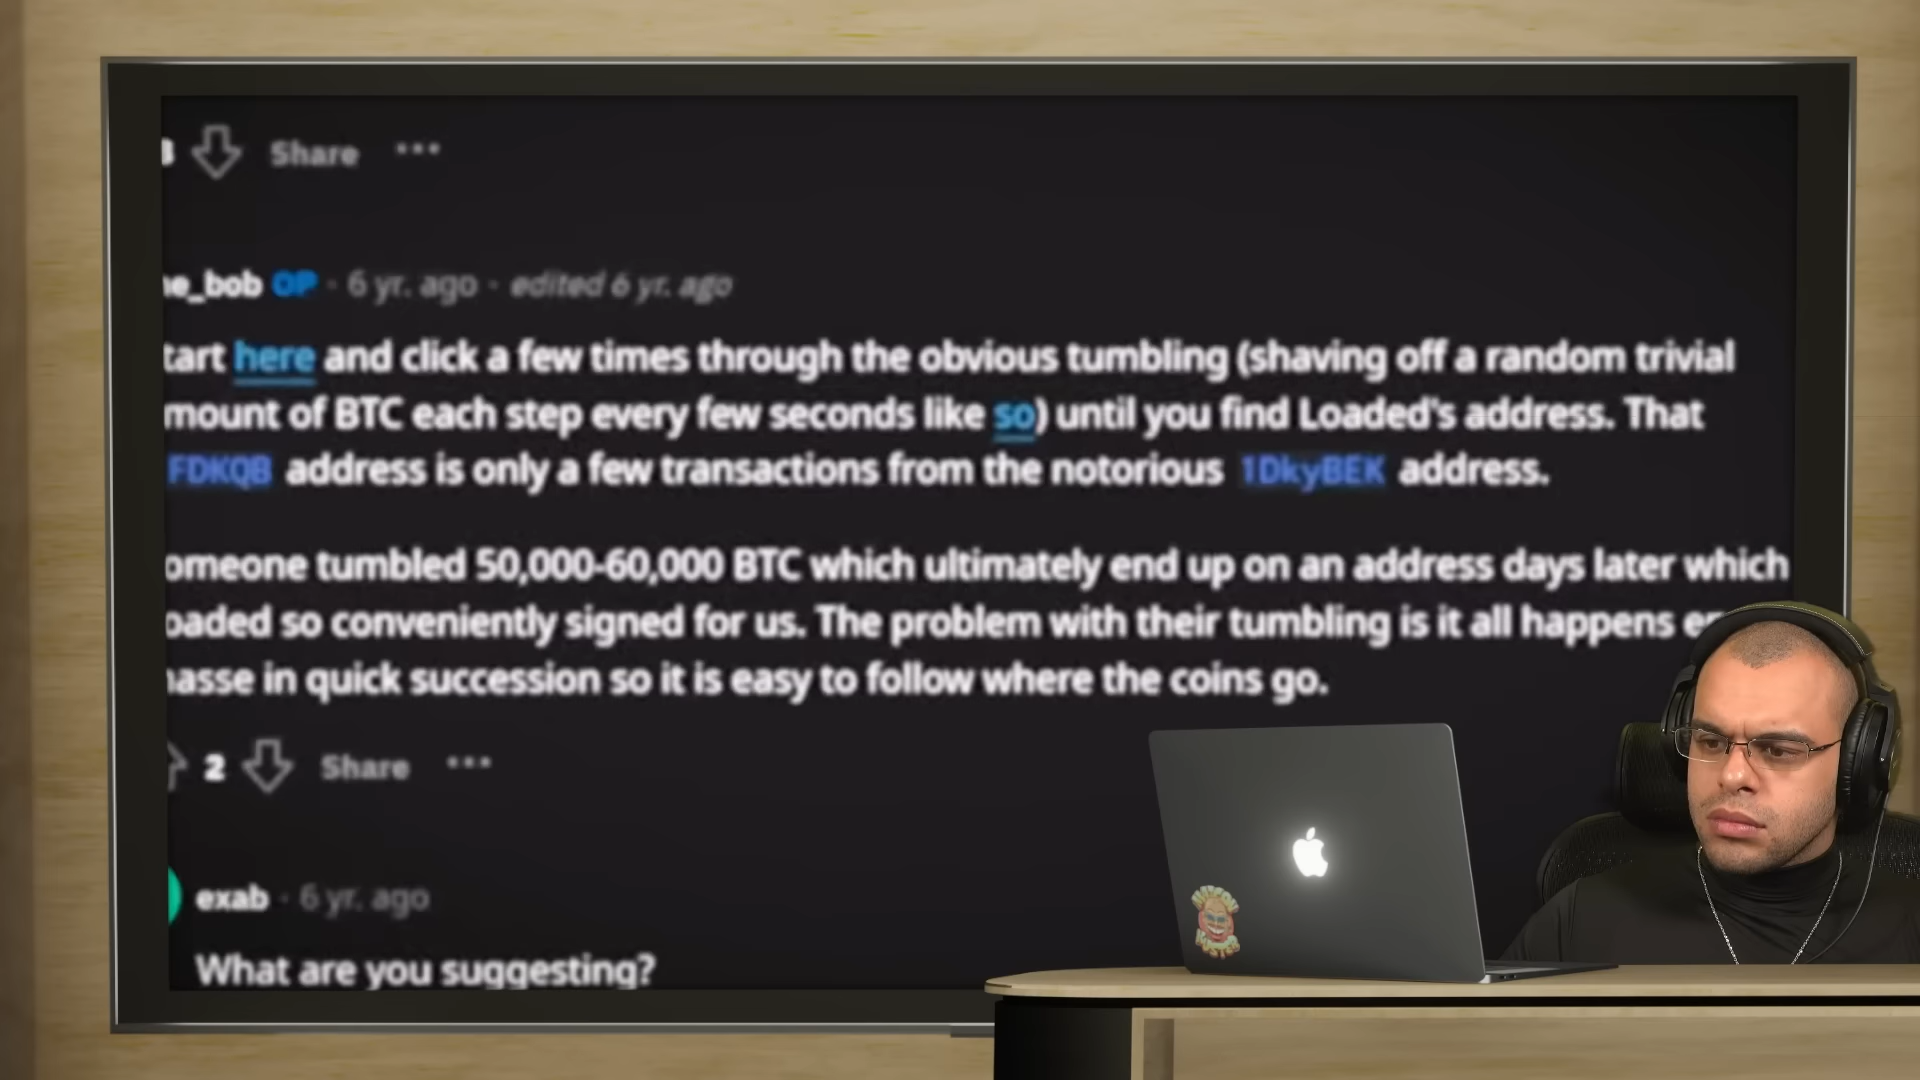 Share ...
ne_bob OP · 6 yr. ago · edited 6 yr. ago
tart here and click a few times through the obvious tumbling (shaving off a random trivial
mount of BTC each step every few seconds like so) until you find Loaded's address. That
FDKQB address is only a few transactions from the notorious 1DkyBEK address.
omeone tumbled 50,000-60,000 BTC which ultimately end up on an address days later which
oaded so conveniently signed for us. The problem with their tumbling is it all happens en
nasse in quick succession so it is easy to follow where the coins go.
2 Share ...
exab · 6 yr. ago
What are you suggesting?